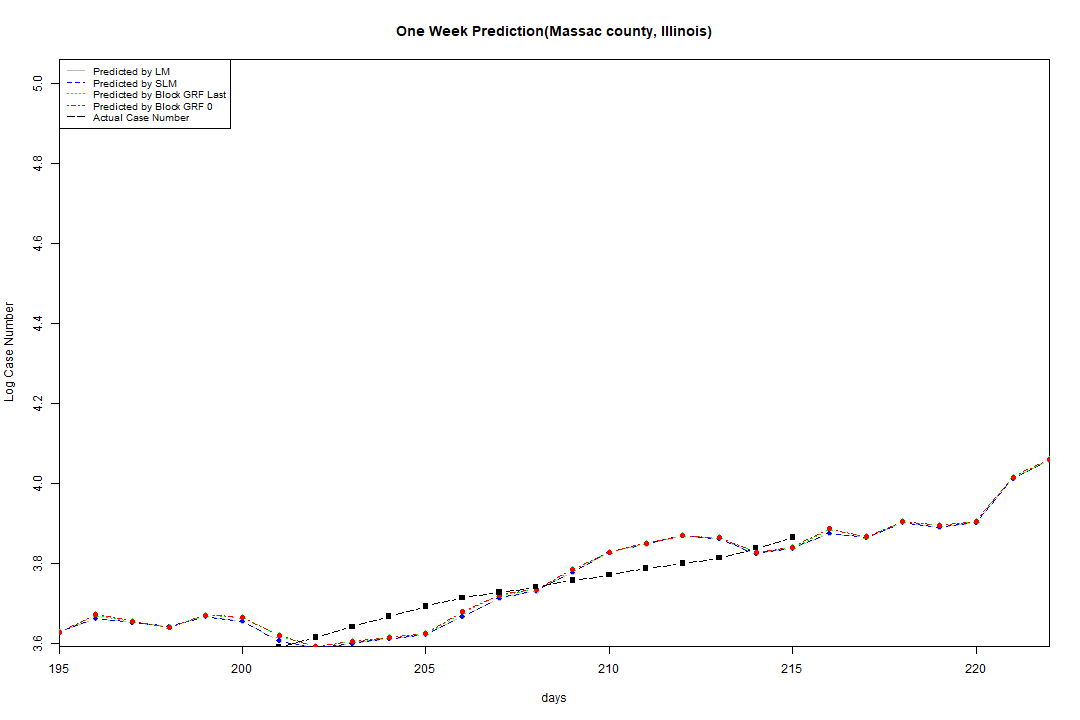 One Week Prediction(Massac county, Illinois)
Predicted by LM
Predicted by SLM
Predicted by Block GRF Last
Predicted by Block GRF 0
Actual Case Number
5.0
4.8
4.6
4.4
4.2
4.0
3.8
3.6
Log Case Number
195 200 205 210 215 220
days